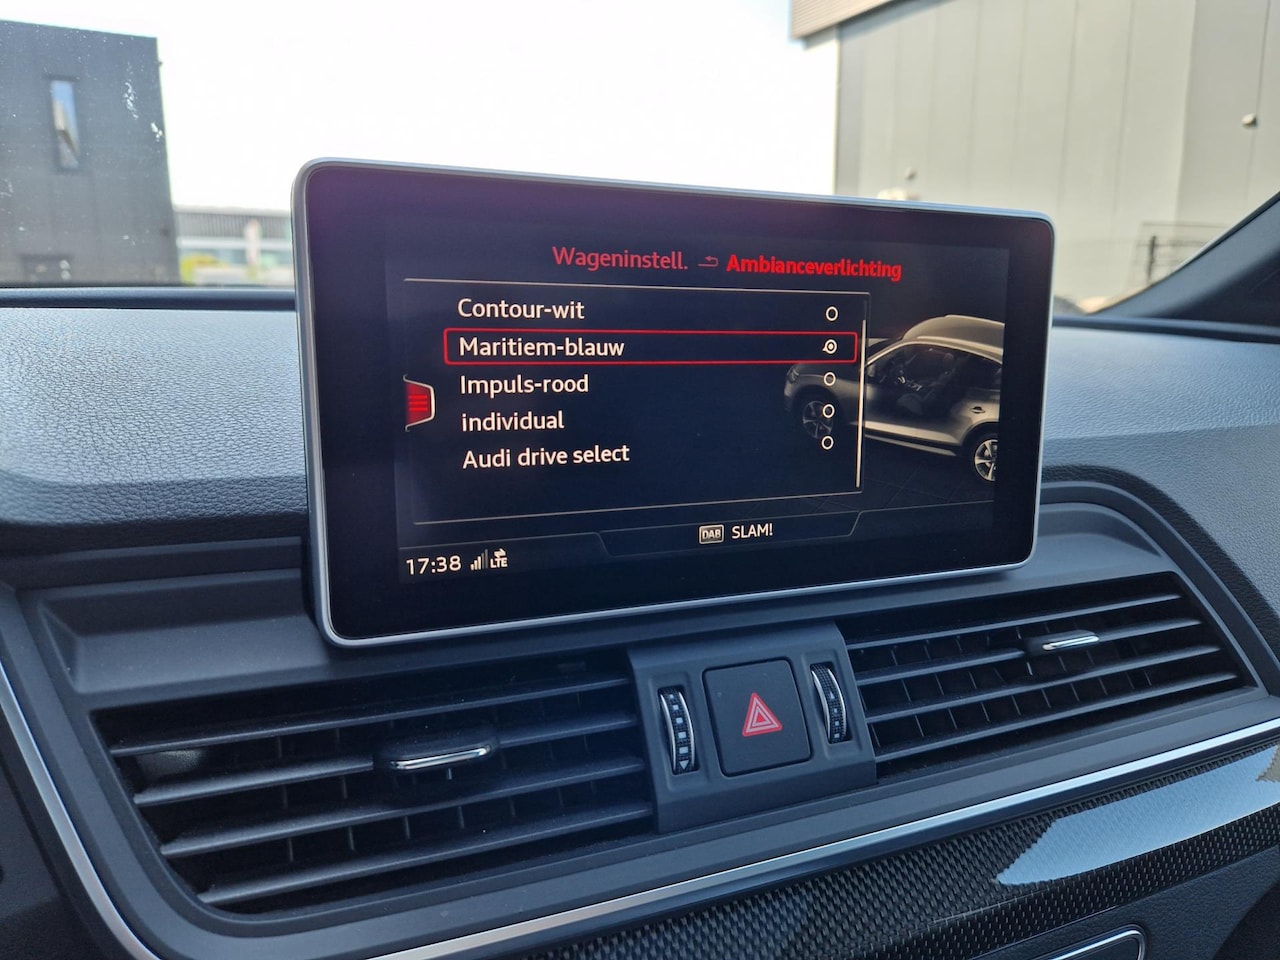 Wageninstell. Ambianceverlichting
Contour-wit
Maritiem-blauw
Impuls-rood
individual
Audi drive select
DAB SLAM!
17:38 LTE